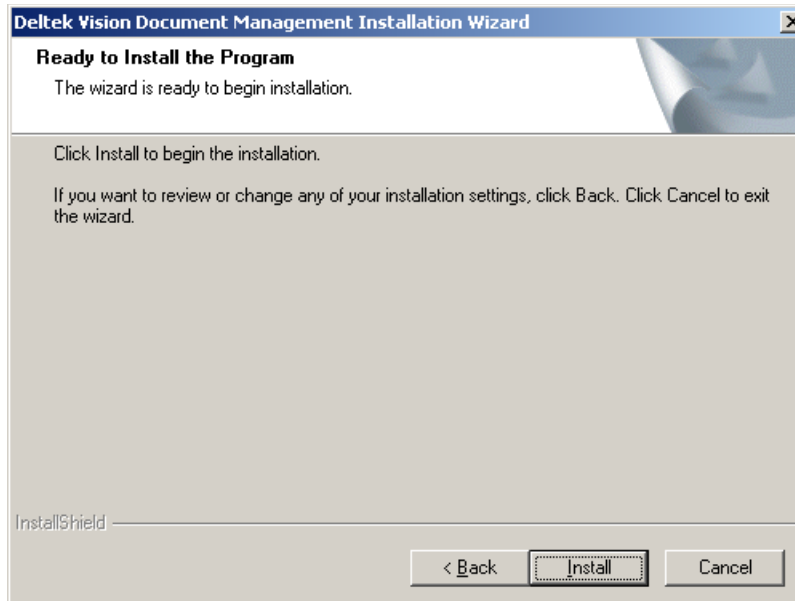 Deltek Vision Document Management Installation Wizard
Ready to Install the Program
The wizard is ready to begin installation.
Click Install to begin the installation.
If you want to review or change any of your installation settings, click Back. Click Cancel to exit
the wizard.
InstallShield
< Back
Install
Cancel